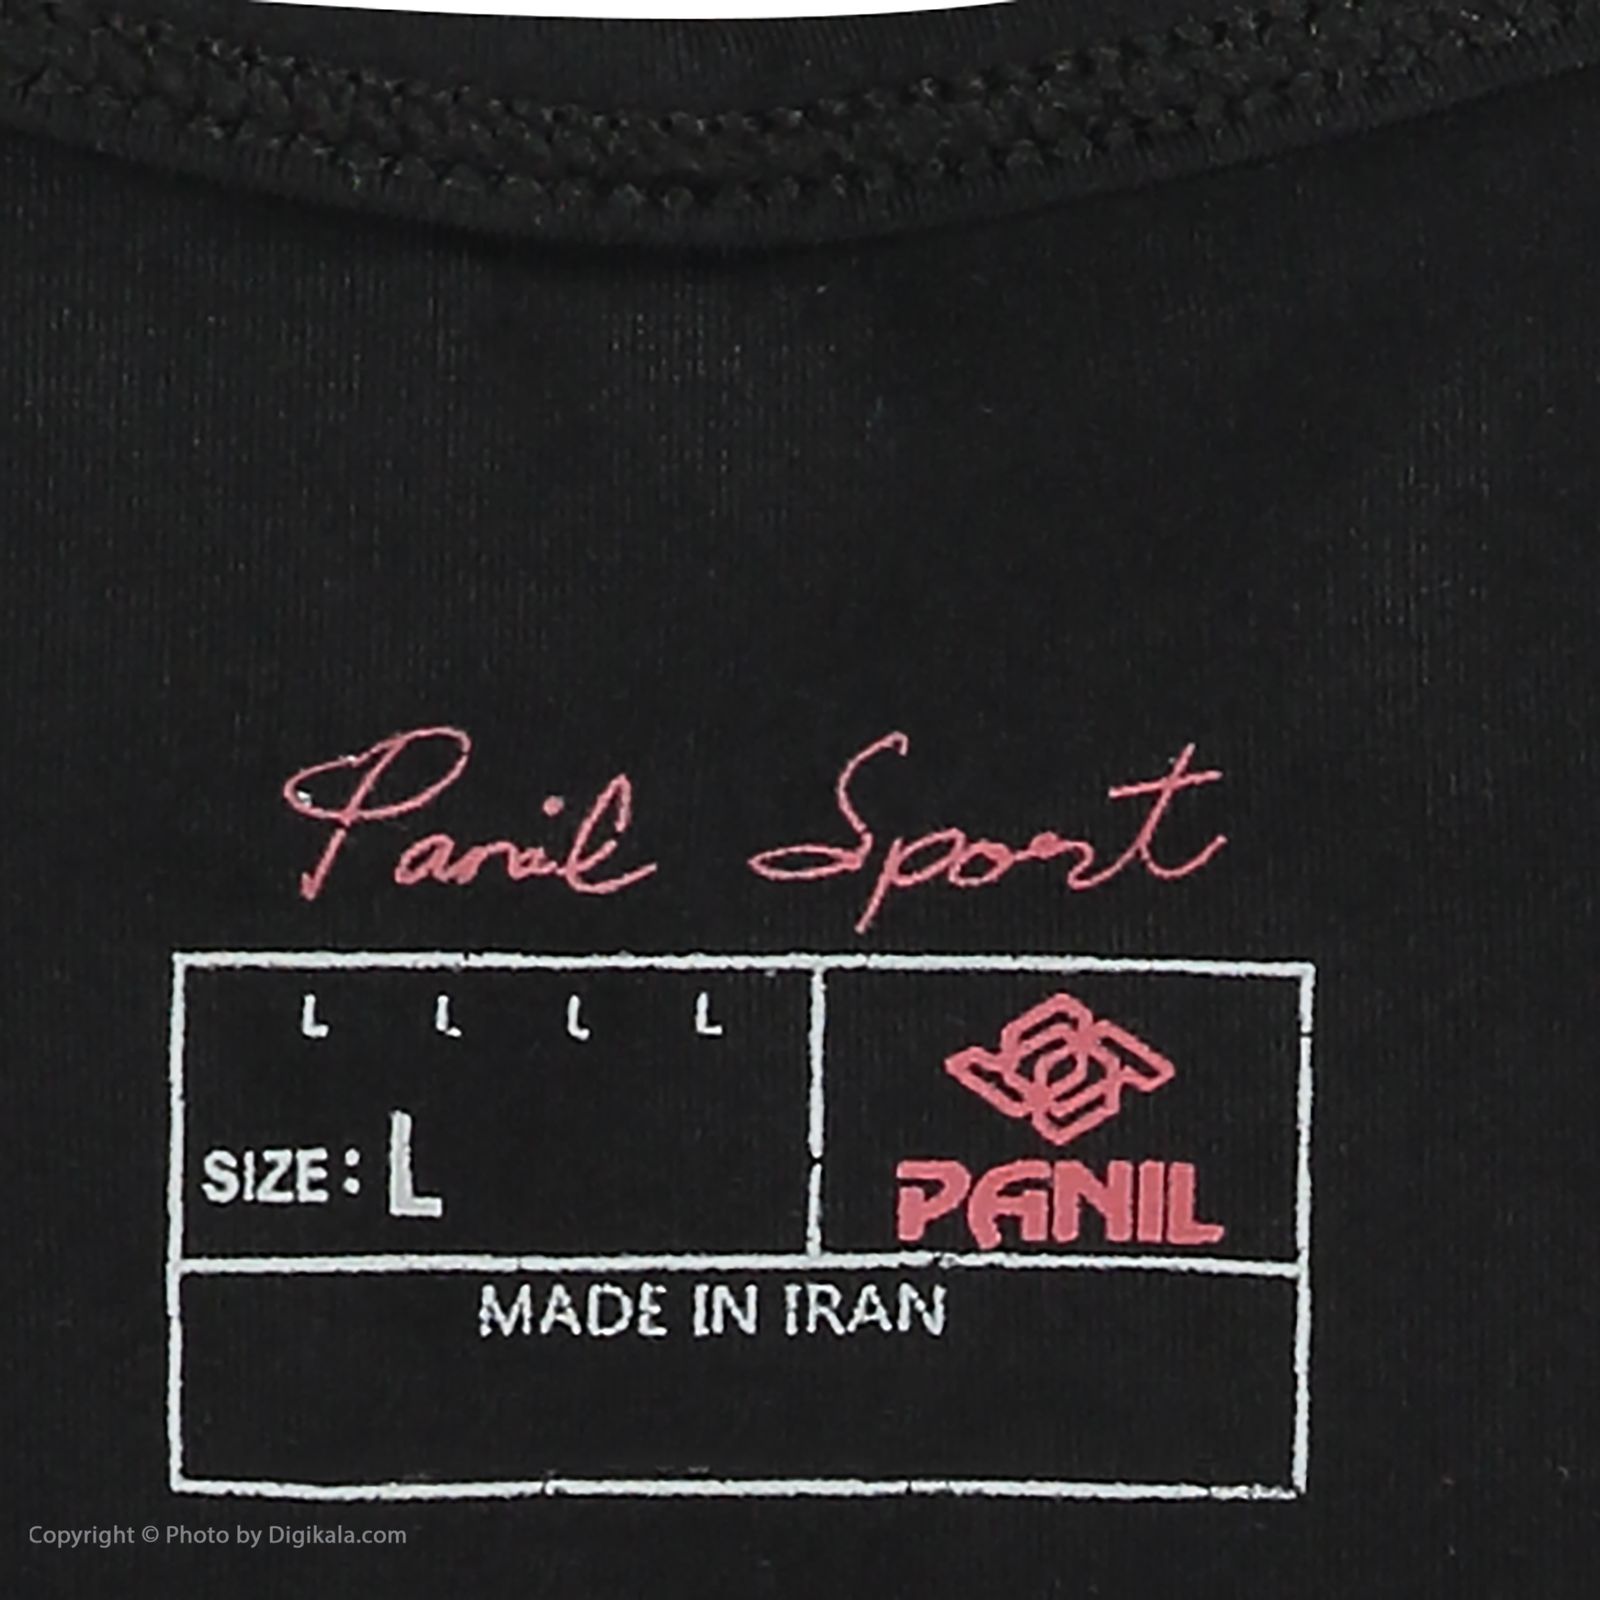 Panil Sport
L L L L
SIZE: L
PANIL
MADE IN IRAN
Copyright © Photo by Digikala.com